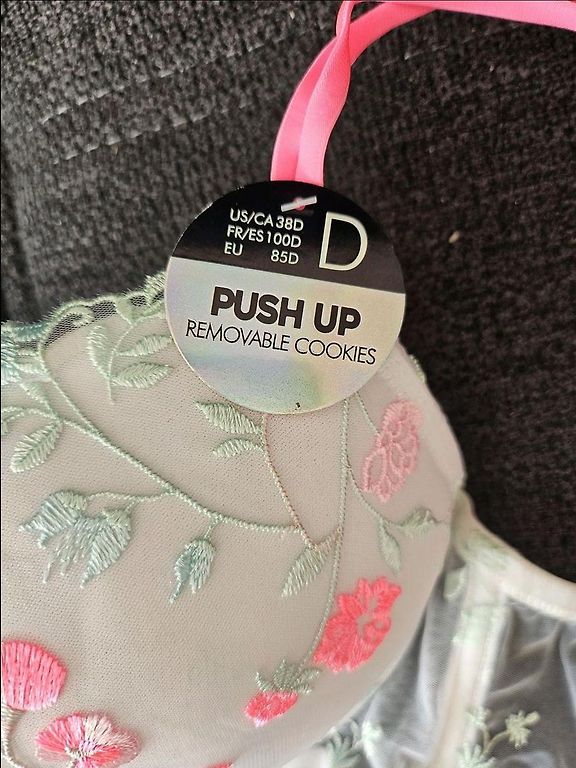 US/CA 38D
FR/ES 100D
EU 85D
D
PUSH UP
REMOVABLE COOKIES